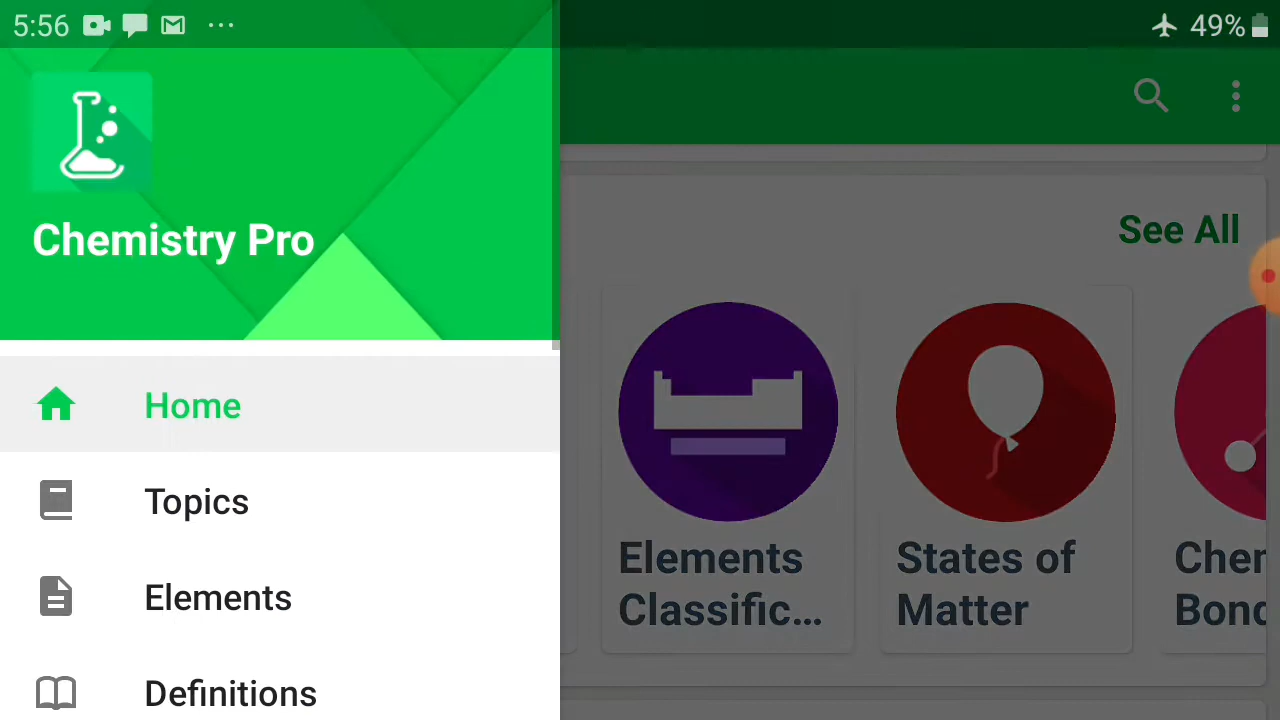 5:56
49%
Chemistry Pro
See All
Home
Topics
Elements
Definitions
Elements
Classific...
States of
Matter